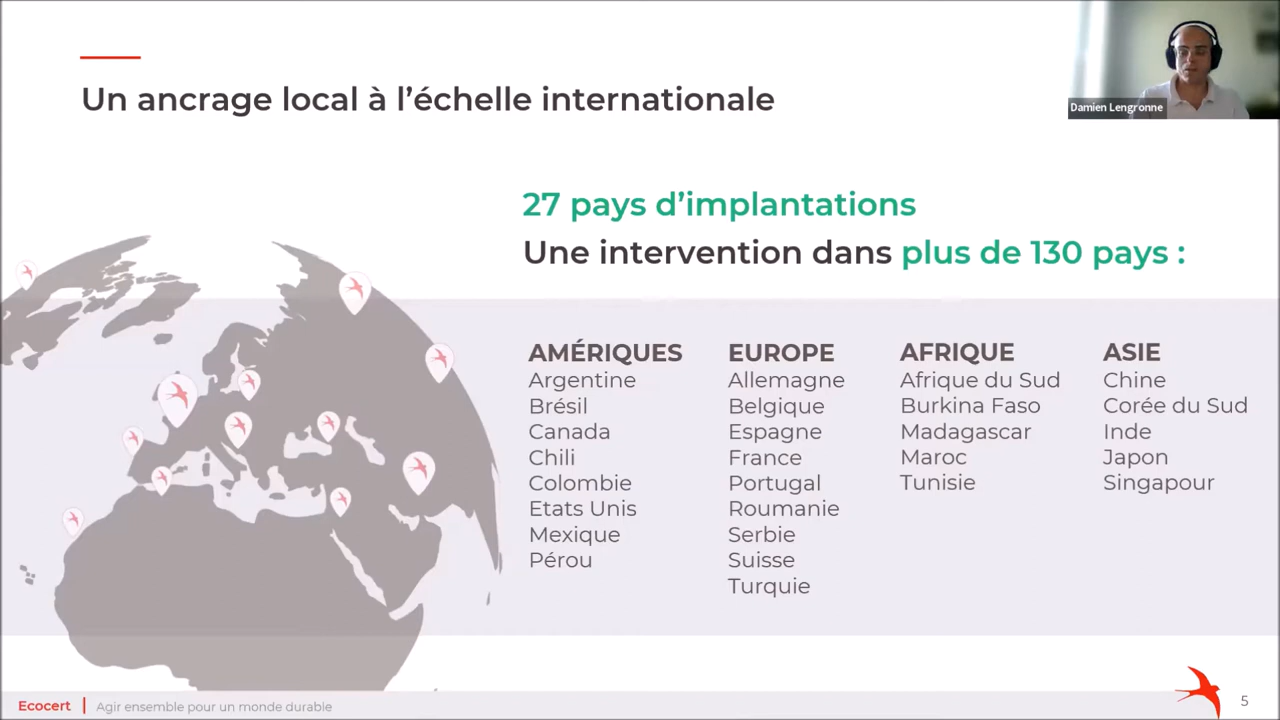 Un ancrage local à l’échelle internationale
Damien Lengronne
27 pays d’implantations
Une intervention dans plus de 130 pays :
AMÉRIQUES
Argentine
Brésil
Canada
Chili
Colombie
Etats Unis
Mexique
Pérou
EUROPE
Allemagne
Belgique
Espagne
France
Portugal
Roumanie
Serbie
Suisse
Turquie
AFRIQUE
Afrique du Sud
Burkina Faso
Madagascar
Maroc
Tunisie
ASIE
Chine
Corée du Sud
Inde
Japon
Singapour
Ecocert | Agir ensemble pour un monde durable
5